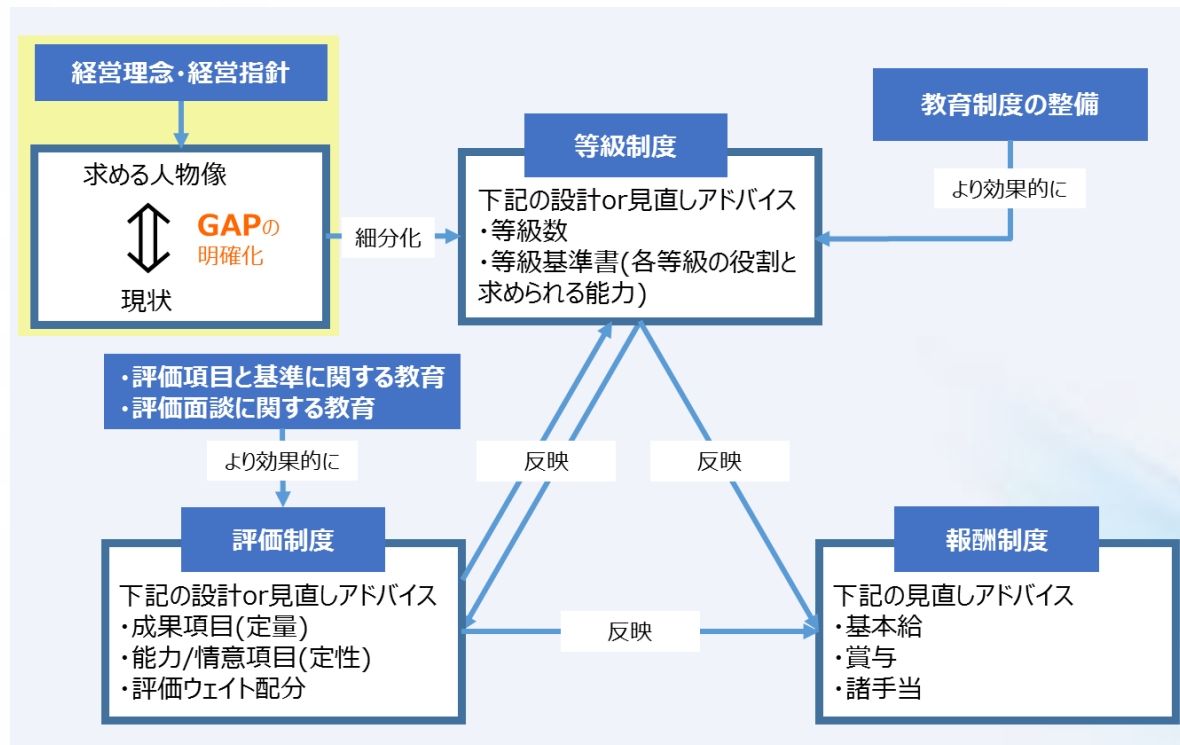 経営理念・経営指針
求める人物像
GAPの
明確化
現状
細分化
等級制度
下記の設計or見直しアドバイス
・等級数
・等級基準書(各等級の役割と
求められる能力)
教育制度の整備
より効果的に
・評価項目と基準に関する教育
・評価面談に関する教育
より効果的に
反映
反映
評価制度
下記の設計or見直しアドバイス
・成果項目(定量)
・能力/情意項目(定性)
・評価ウェイト配分
反映
報酬制度
下記の見直しアドバイス
・基本給
・賞与
・諸手当